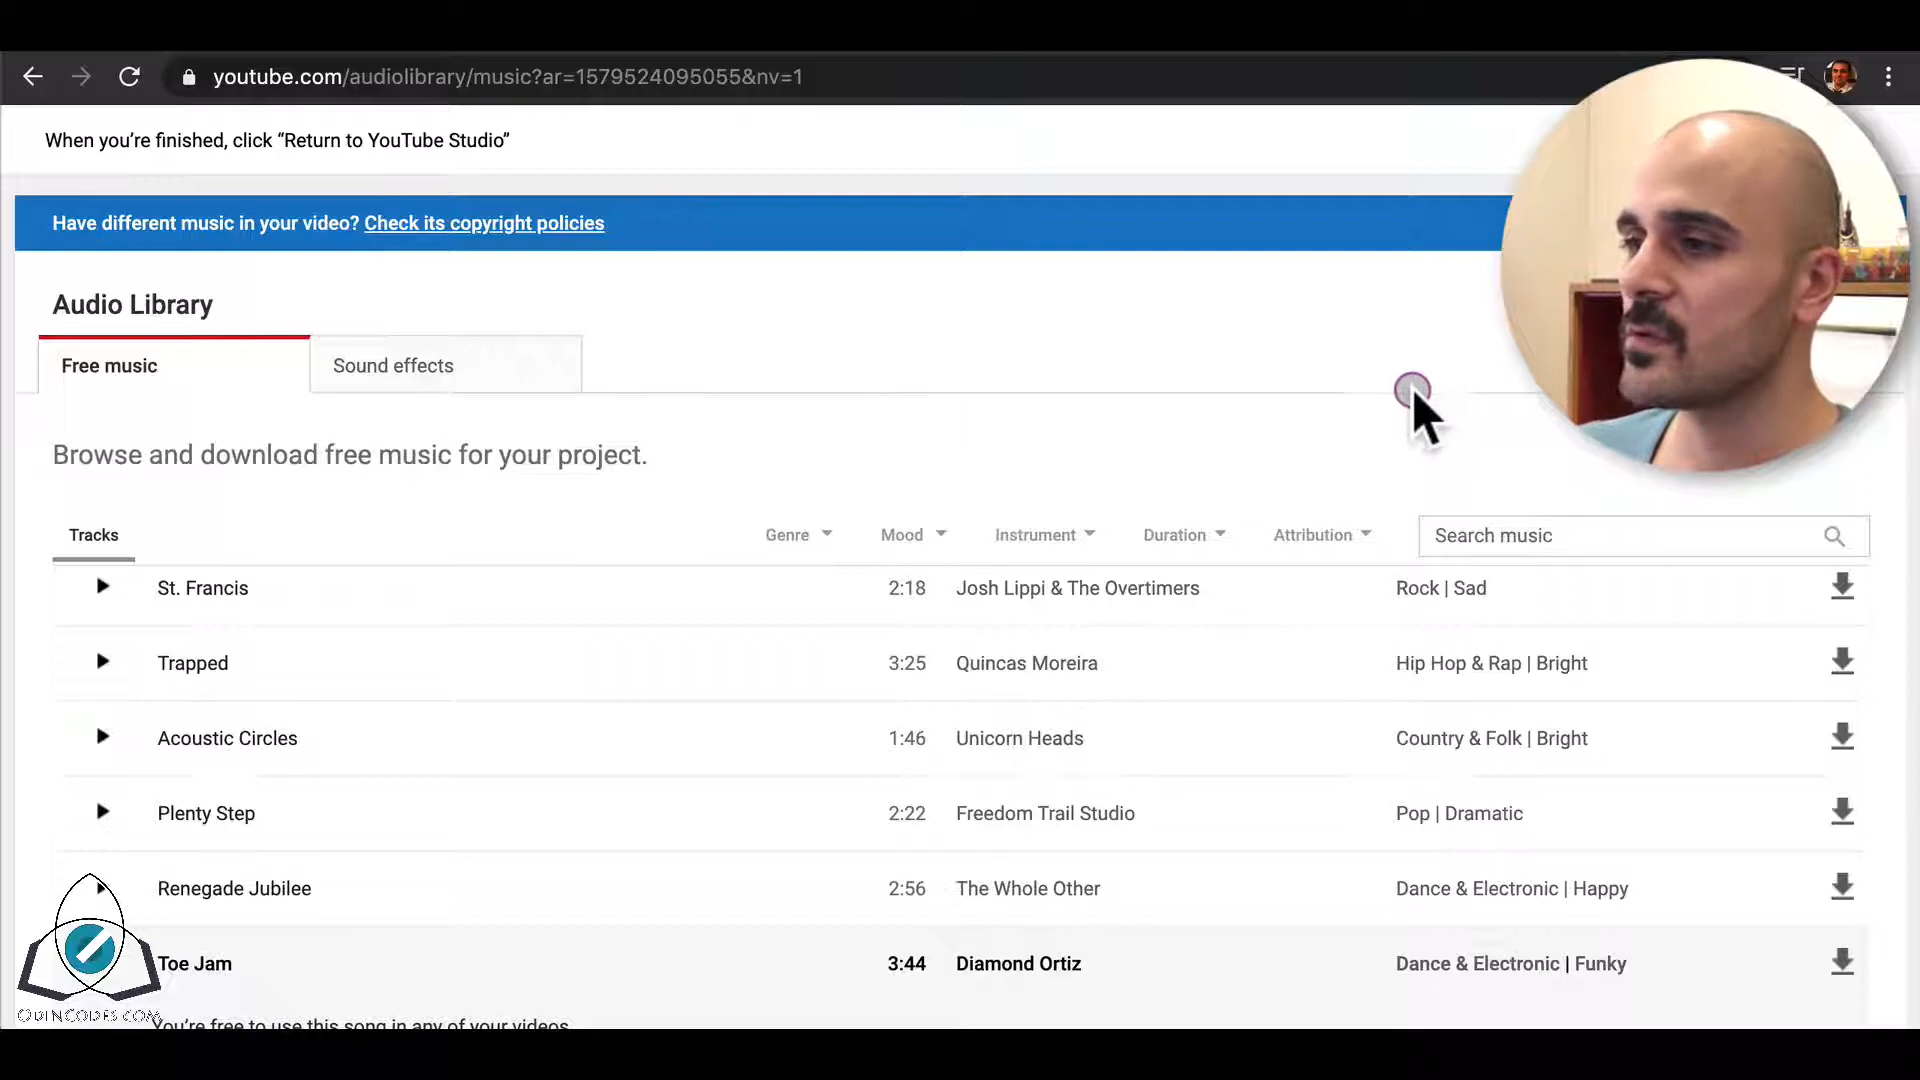 youtube.com/audiolibrary/music?ar=1579524095055&nv=1
When you’re finished, click “Return to YouTube Studio”
Have different music in your video? Check its copyright policies
Audio Library
Free music Sound effects
Browse and download free music for your project.
Tracks Genre Mood Instrument Duration Attribution Search music
St. Francis 2:18 Josh Lippi & The Overtimers Rock | Sad
Trapped 3:25 Quincas Moreira Hip Hop & Rap | Bright
Acoustic Circles 1:46 Unicorn Heads Country & Folk | Bright
Plenty Step 2:22 Freedom Trail Studio Pop | Dramatic
Renegade Jubilee 2:56 The Whole Other Dance & Electronic | Happy
Toe Jam 3:44 Diamond Ortiz Dance & Electronic | Funky
ODINCODES.COM
You’re free to use this song in any of your videos